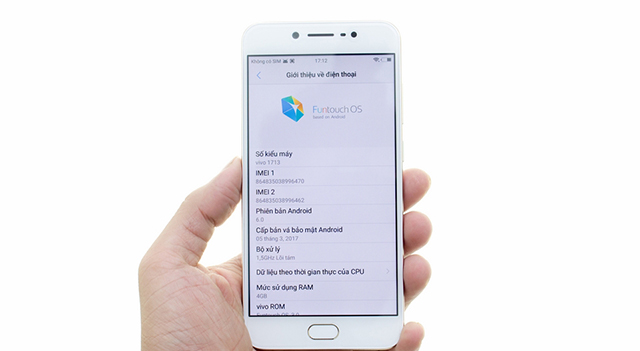 Không có SIM
17:12
Giới thiệu về điện thoại
Funtouch OS
based on Android
Số kiểu máy
vivo 1713
IMEI 1
864835038996470
IMEI 2
864835038996462
Phiên bản Android
6.0
Cấp bản vá bảo mật Android
05 tháng 3, 2017
Bộ xử lý
1,5GHz Lõi tám
Dữ liệu theo thời gian thực của CPU
Mức sử dụng RAM
4GB
vivo ROM
Funtouch OS